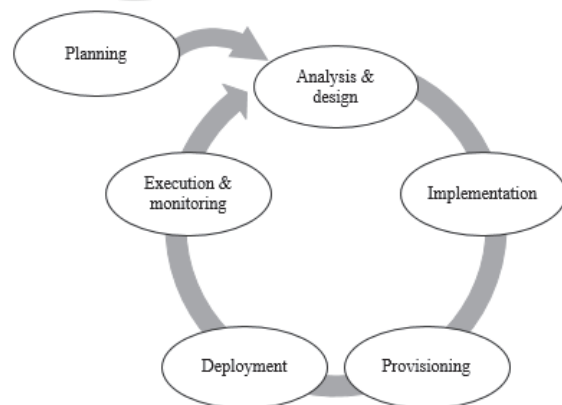 Planning
Analysis &
design
Implementation
Provisioning
Deployment
Execution &
monitoring